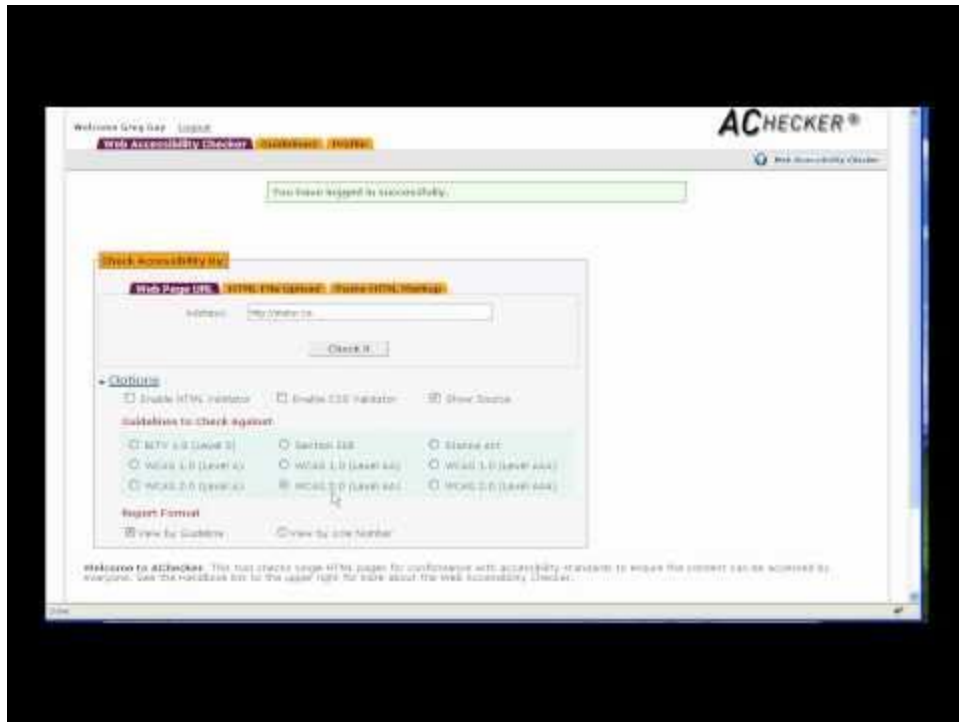 Welcome Greg Gay Logout
ACHECKER®
Web Accessibility Checker Guidelines Profile
Web Accessibility Checker
You have logged in successfully.
Check Accessibility By:
Web Page URL HTML File Upload Paste HTML Markup
Address:
Check It
Options
Enable HTML Validator Enable CSS Validator Show Source
Guidelines to Check Against
BITV 1.0 (Level 2) Section 508 Stanca Act
WCAG 1.0 (Level A) WCAG 1.0 (Level AA) WCAG 1.0 (Level AAA)
WCAG 2.0 (Level A) WCAG 2.0 (Level AA) WCAG 2.0 (Level AAA)
Report Format
View by Guideline View by Line Number
Welcome to AChecker. This tool checks single HTML pages for conformance with accessibility standards to ensure the content can be accessed by
everyone. See the Handbook link to the upper right for more about the Web Accessibility Checker.
Done